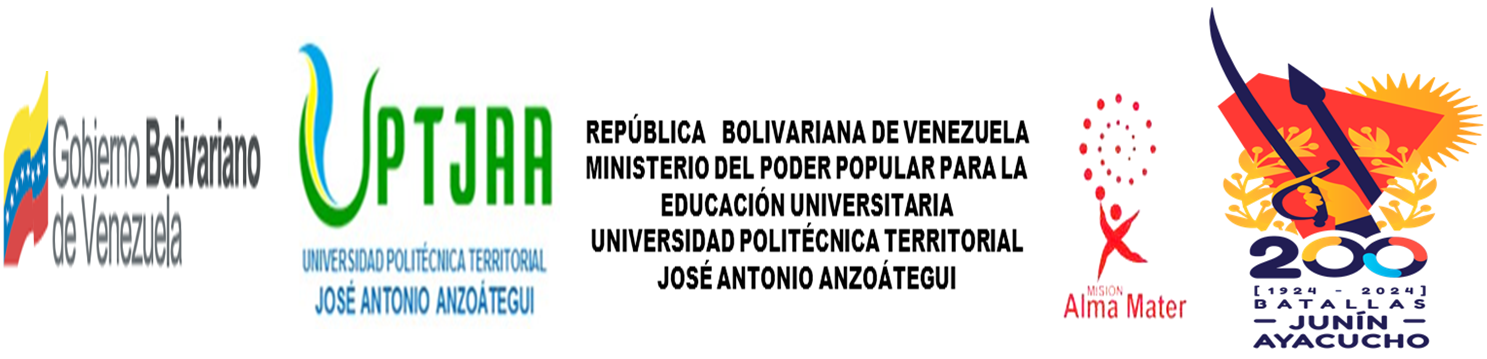 Gobierno Bolivariano
de Venezuela
UPTJAA
UNIVERSIDAD POLITÉCNICA TERRITORIAL
JOSÉ ANTONIO ANZOÁTEGUI
REPÚBLICA BOLIVARIANA DE VENEZUELA
MINISTERIO DEL PODER POPULAR PARA LA
EDUCACIÓN UNIVERSITARIA
UNIVERSIDAD POLITÉCNICA TERRITORIAL
JOSÉ ANTONIO ANZOÁTEGUI
MISIÓN
Alma Mater
200
[1924 - 2024]
BATALLAS
JUNÍN
AYACUCHO